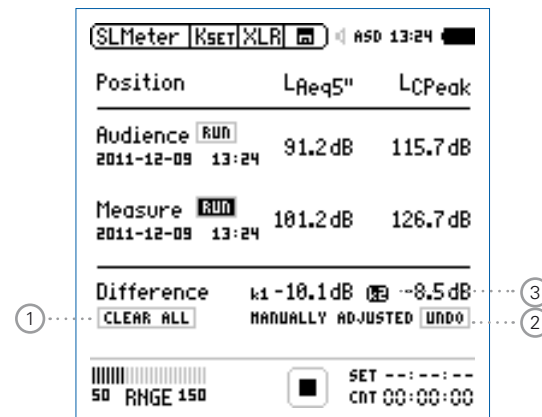 SLMeter KSET XLR ASD 13:24
Position LAeq5" LCPeak
Audience RUN 91.2dB 115.7dB
2011-12-09 13:24
Measure RUN 101.2dB 126.7dB
2011-12-09 13:24
Difference k1 -10.1dB k2 -8.5dB 3
1 CLEAR ALL MANUALLY ADJUSTED UNDO 2
SET --:--:--
50 RNGE 150 CNT 00:00:00